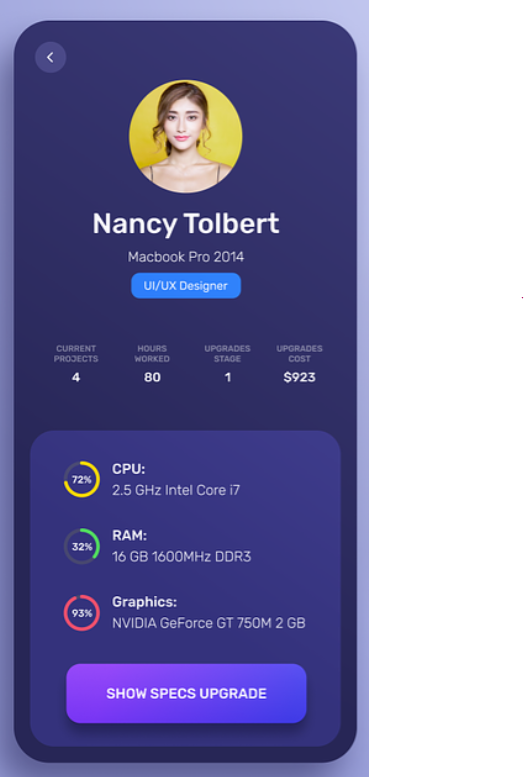 Nancy Tolbert
Macbook Pro 2014
UI/UX Designer
CURRENT PROJECTS
4
HOURS WORKED
80
UPGRADES STAGE
1
UPGRADES COST
$923
72%
CPU:
2.5 GHz Intel Core i7
32%
RAM:
16 GB 1600MHz DDR3
93%
Graphics:
NVIDIA GeForce GT 750M 2 GB
SHOW SPECS UPGRADE